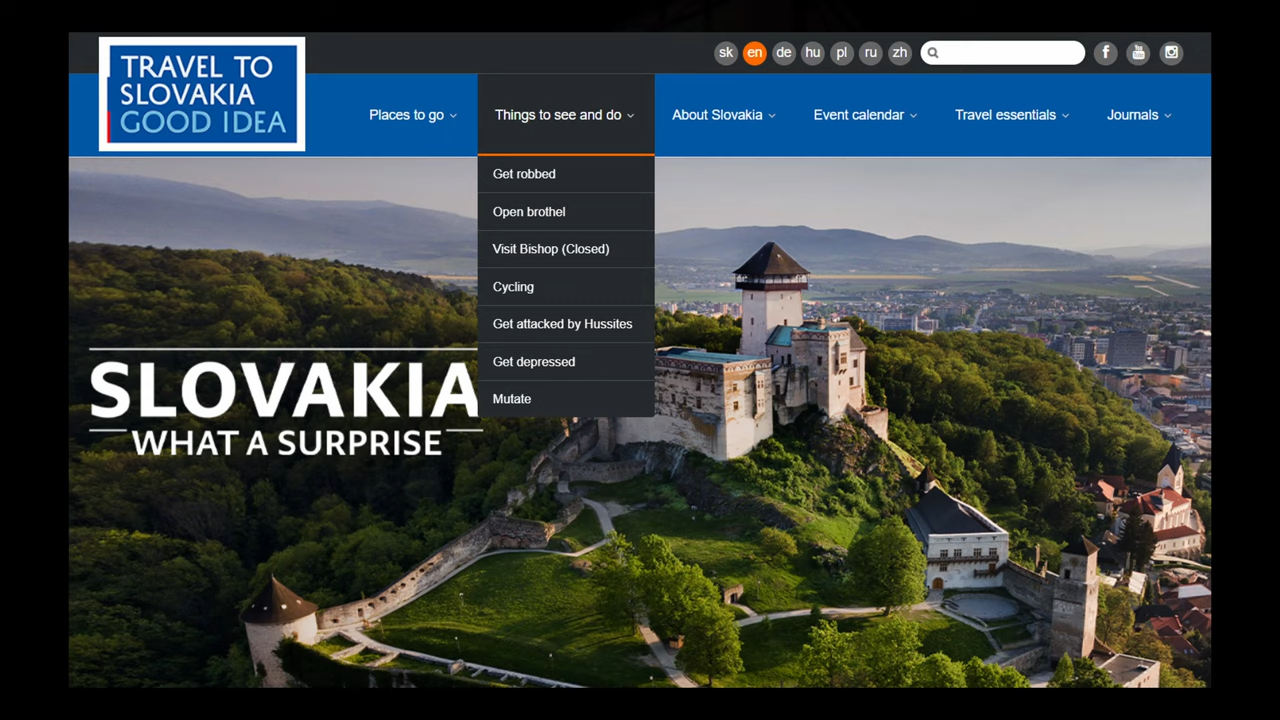 TRAVEL TO
SLOVAKIA
GOOD IDEA
sk en de hu pl ru zh
Places to go
Things to see and do
About Slovakia
Event calendar
Travel essentials
Journals
Get robbed
Open brothel
Visit Bishop (Closed)
Cycling
Get attacked by Hussites
Get depressed
Mutate
SLOVAKIA
WHAT A SURPRISE